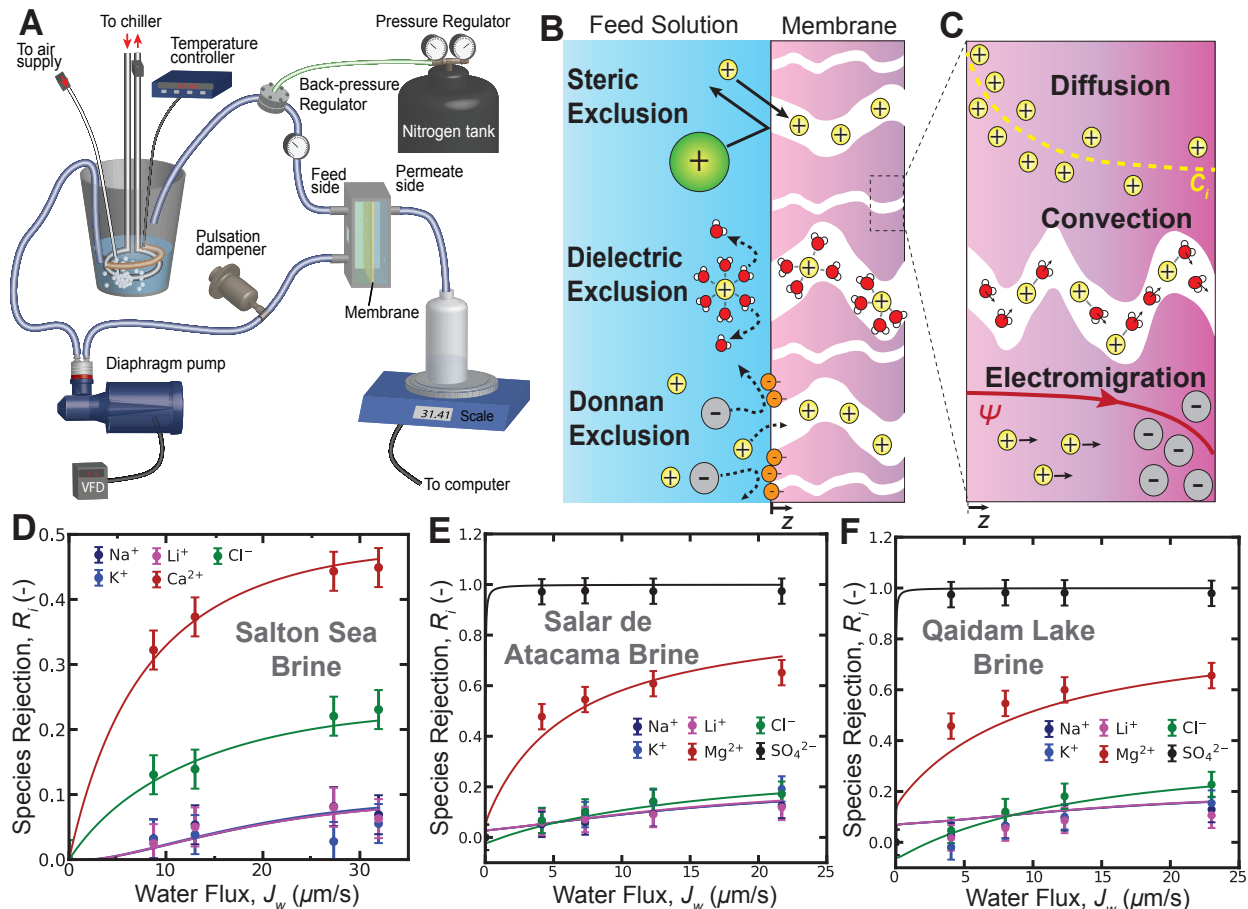 A
To chiller
To air
supply
Temperature
controller
Pressure Regulator
Back-pressure
Regulator
Nitrogen tank
Feed
side
Permeate
side
Pulsation
dampener
Membrane
Diaphragm pump
31.41
Scale
VFD
To computer
B
Feed Solution
Membrane
Steric
Exclusion
+
+
+
+
+
Dielectric
Exclusion
+
+
+
Donnan
Exclusion
+
-
+
+
-
+
+
+
-
-
-
-
-
z
C
Diffusion
+
+
+
+
+
+
+
+
+
+
C_i
Convection
+
+
+
+
Electromigration
Ψ
+
+
+
-
-
-
-
-
z
D
Species Rejection, R_i (-)
0.5
0.4
0.3
0.2
0.1
0.0
Na⁺
Li⁺
Cl⁻
K⁺
Ca²⁺
Salton Sea
Brine
0
10
20
30
Water Flux, J_w (μm/s)
E
Species Rejection, R_i (-)
1.2
1.0
0.8
0.6
0.4
0.2
0.0
Salar de
Atacama Brine
Na⁺
Li⁺
Cl⁻
K⁺
Mg²⁺
SO₄²⁻
0
5
10
15
20
25
Water Flux, J_w (μm/s)
F
Species Rejection, R_i (-)
1.2
1.0
0.8
0.6
0.4
0.2
0.0
Qaidam Lake
Brine
Na⁺
Li⁺
Cl⁻
K⁺
Mg²⁺
SO₄²⁻
0
5
10
15
20
25
Water Flux, J_w (μm/s)